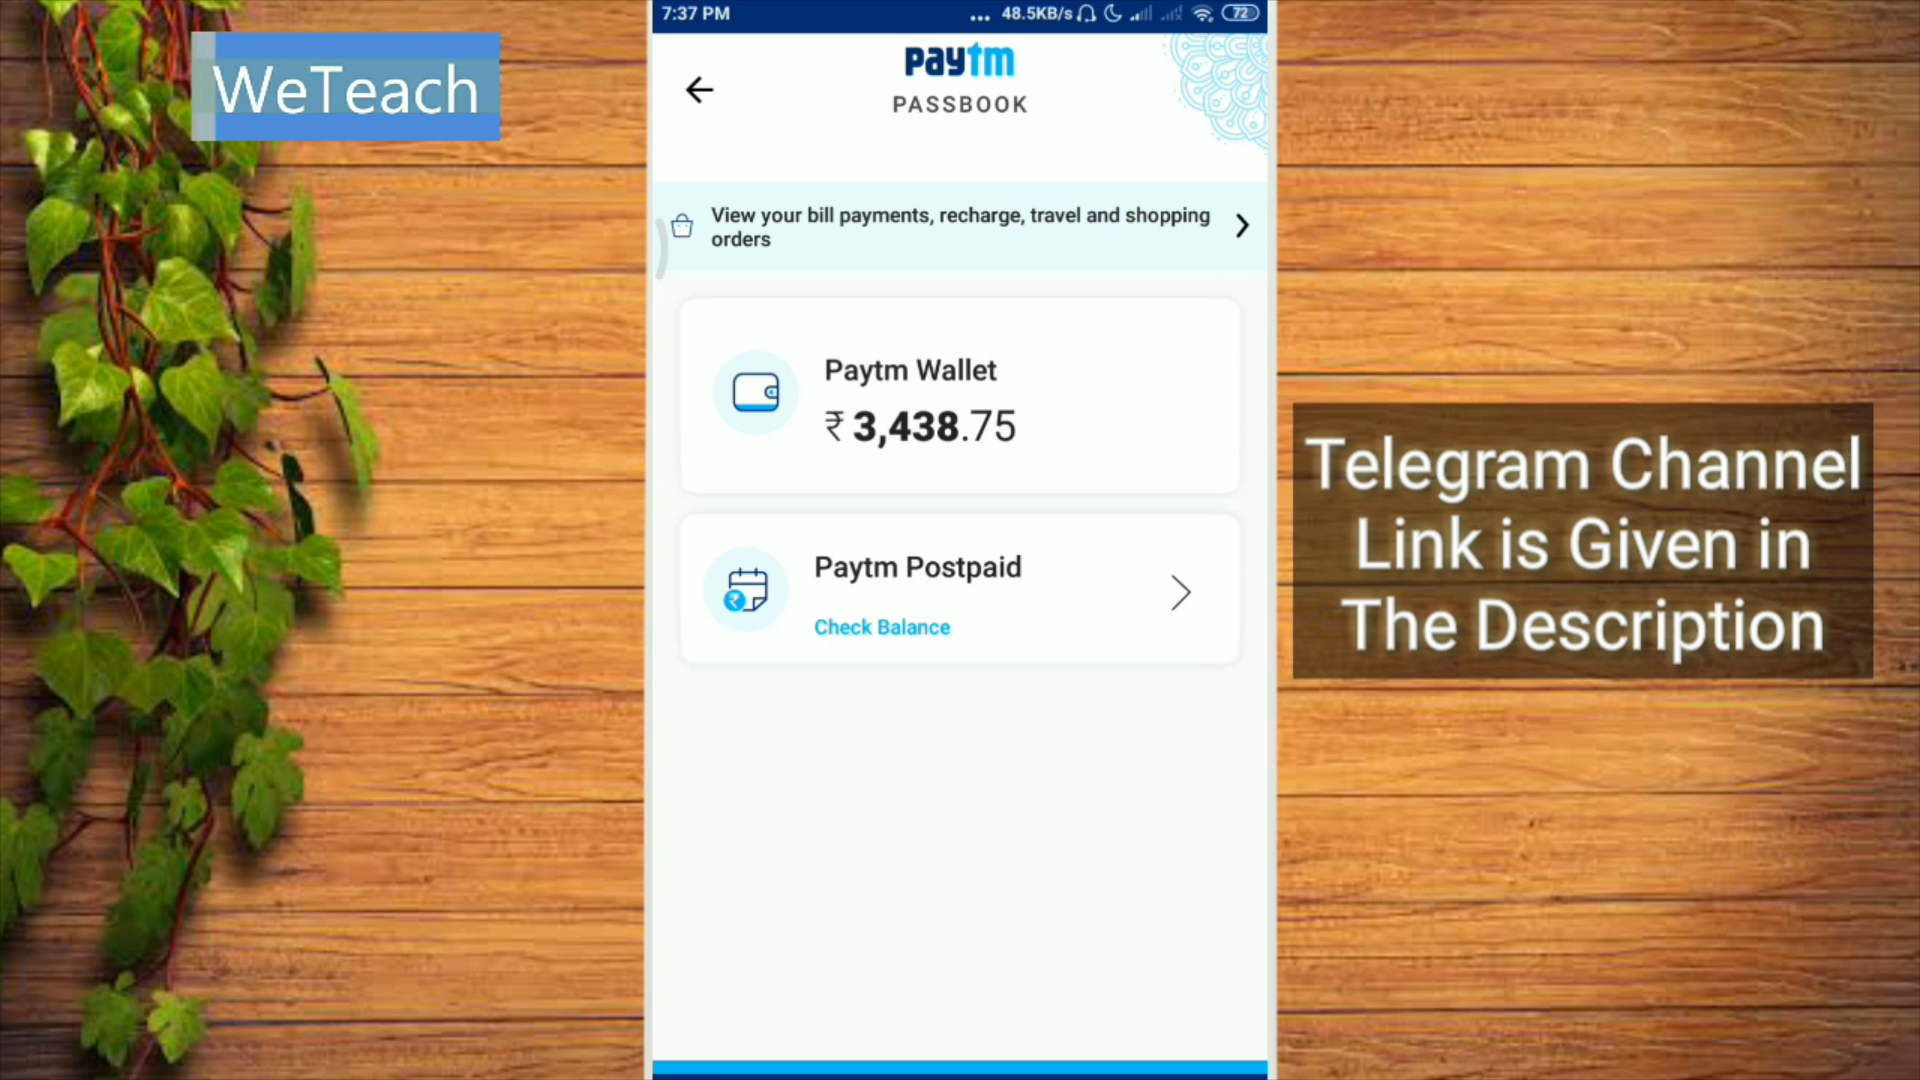 WeTeach
7:37 PM
... 48.5KB/s
72
paytm
PASSBOOK
View your bill payments, recharge, travel and shopping
orders
Paytm Wallet
₹ 3,438.75
Paytm Postpaid
₹
Check Balance
Telegram Channel
Link is Given in
The Description